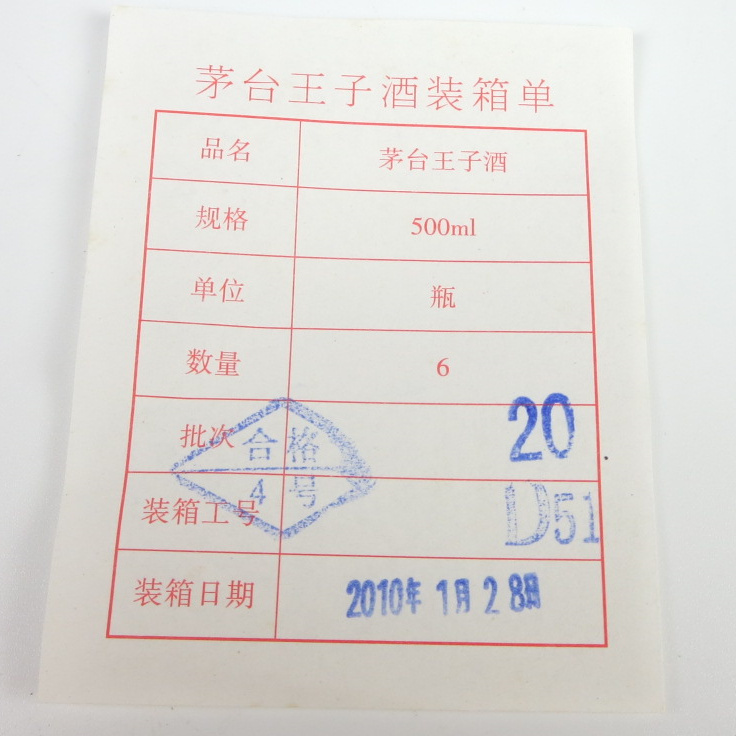 茅台王子酒装箱单
品名 茅台王子酒
规格 500ml
单位 瓶
数量 6
批次 20
合格
4号
装箱工号 D51
装箱日期 2010年1月28日